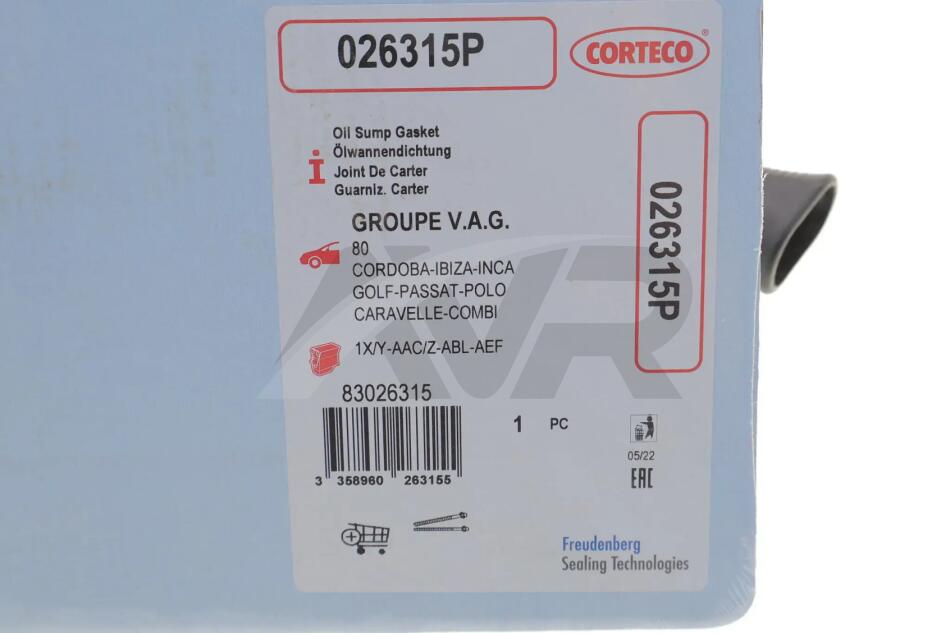 026315P
CORTECO®
Oil Sump Gasket
Ölwannendichtung
i
Joint De Carter
Guarniz. Carter
026315P
GROUPE V.A.G.
80
CORDOBA-IBIZA-INCA
GOLF-PASSAT-POLO
CARAVELLE-COMBI
1X/Y-AAC/Z-ABL-AEF
AVR
83026315
1 PC
3 358960 263155
05/22
EAC
Freudenberg
Sealing Technologies